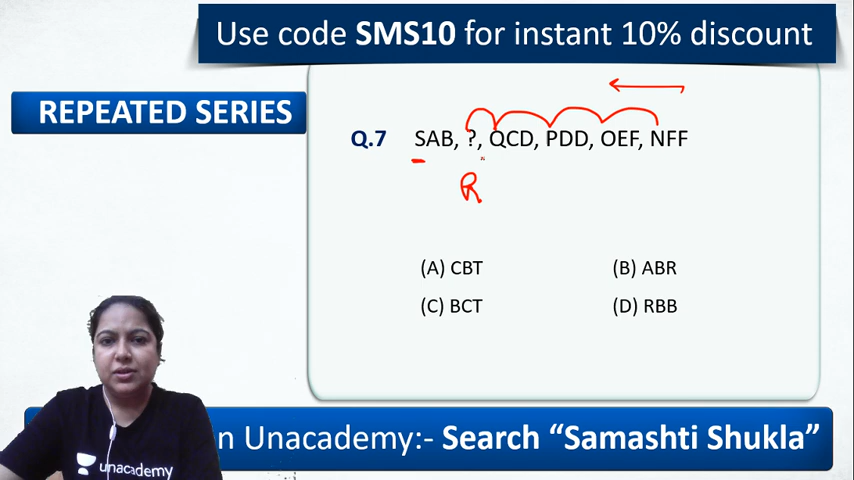 Use code SMS10 for instant 10% discount
REPEATED SERIES
Q.7 SAB, ?, QCD, PDD, OEF, NFF
R
(A) CBT (B) ABR
(C) BCT (D) RBB
n Unacademy:- Search “Samashti Shukla”
unacademy